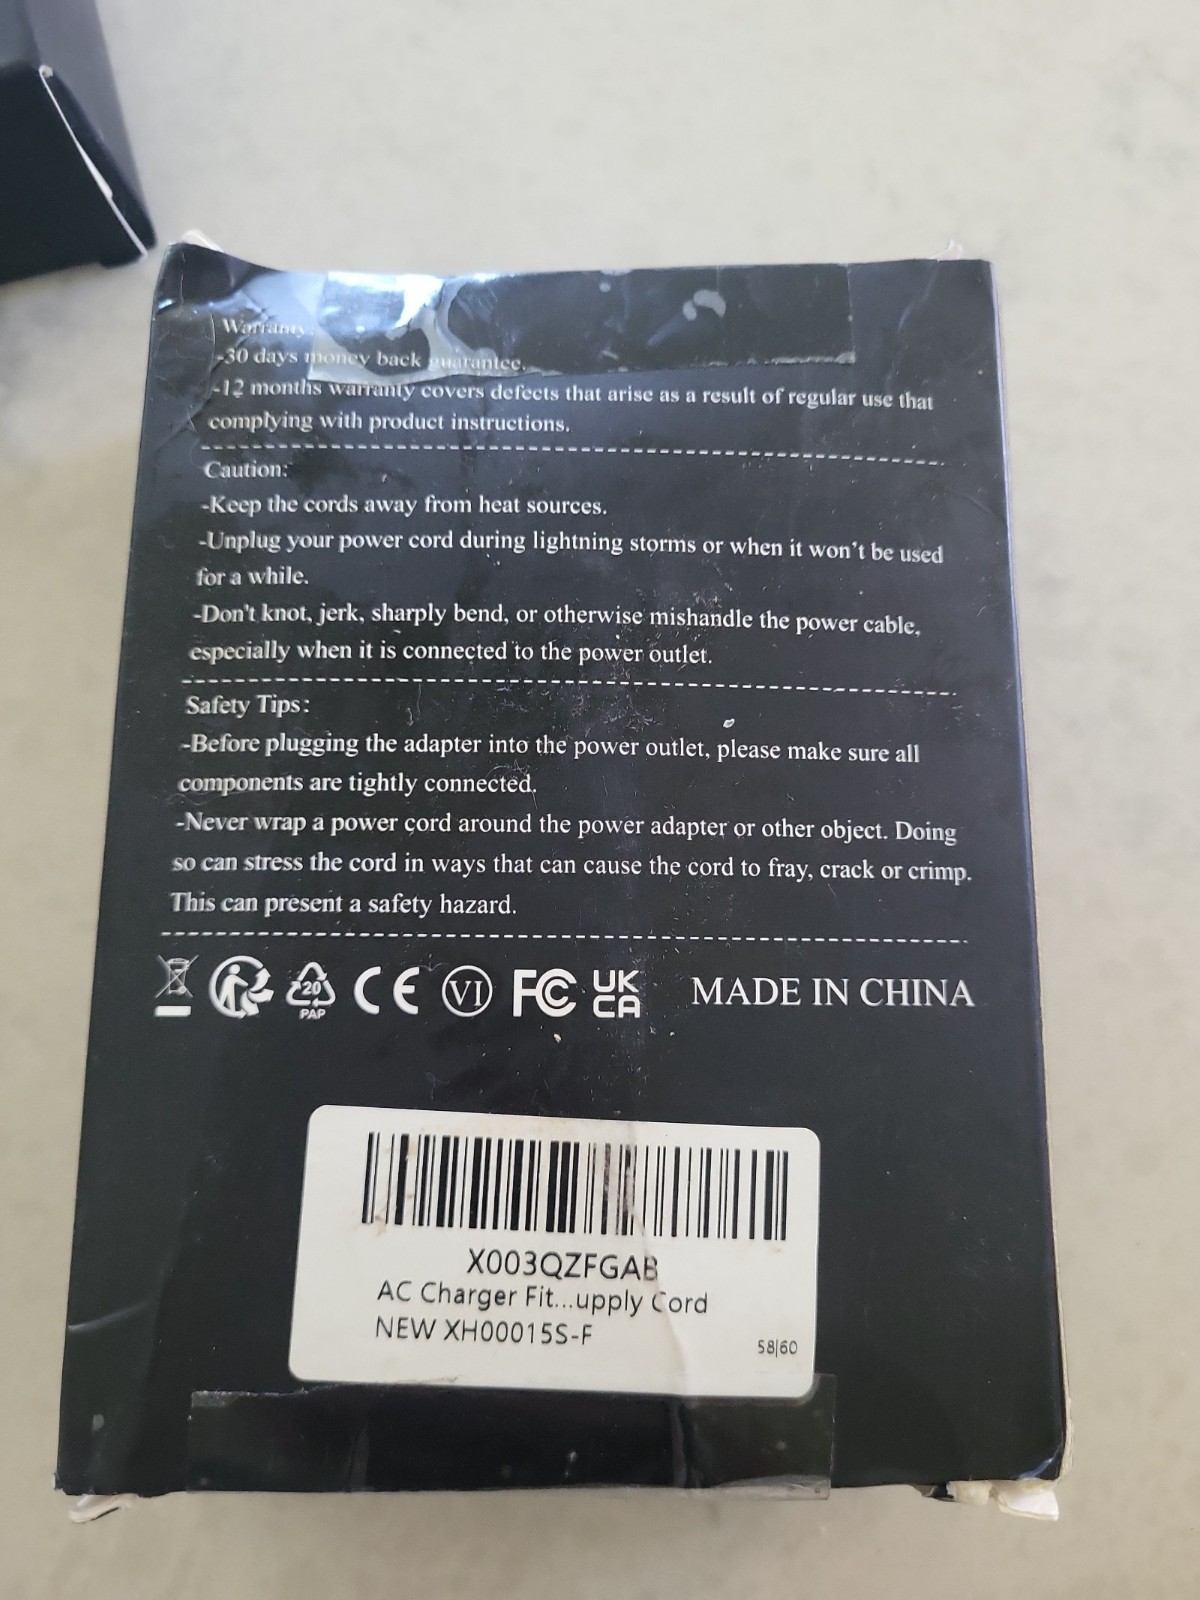 Warranty:
-30 days money back guarantee.
-12 months warranty covers defects that arise as a result of regular use that
complying with product instructions.
Caution:
-Keep the cords away from heat sources.
-Unplug your power cord during lightning storms or when it won't be used
for a while.
-Don't knot, jerk, sharply bend, or otherwise mishandle the power cable,
especially when it is connected to the power outlet.
Safety Tips:
-Before plugging the adapter into the power outlet, please make sure all
components are tightly connected.
-Never wrap a power cord around the power adapter or other object. Doing
so can stress the cord in ways that can cause the cord to fray, crack or crimp.
This can present a safety hazard.
20 PAP CE VI FC UK CA MADE IN CHINA
X003QZFGAB
AC Charger Fit...upply Cord
NEW XH00015S-F
58|60